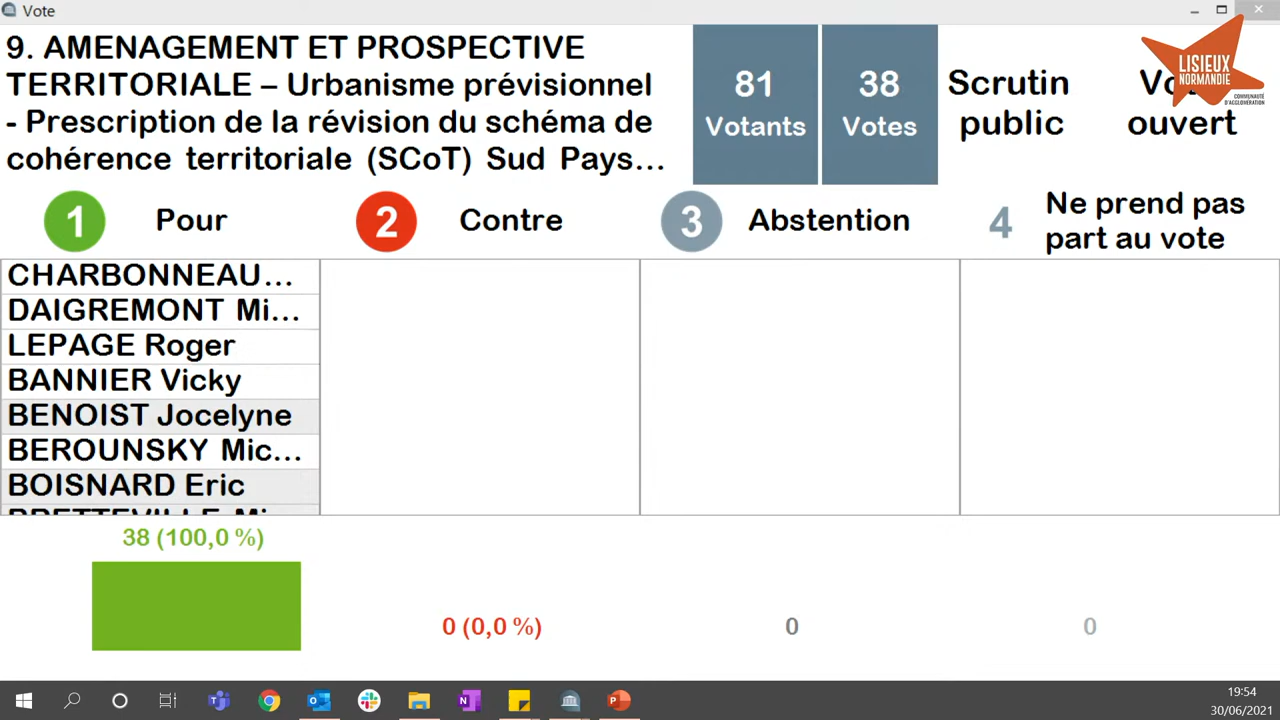 Vote
9. AMENAGEMENT ET PROSPECTIVE
TERRITORIALE – Urbanisme prévisionnel
- Prescription de la révision du schéma de
cohérence territoriale (SCoT) Sud Pays...
81
Votants
38
Votes
Scrutin
public
ouvert
LISIEUX
NORMANDIE
COMMUNAUTÉ
D'AGGLOMÉRATION
1 Pour
2 Contre
3 Abstention
4 Ne prend pas
part au vote
CHARBONNEAU...
DAIGREMONT Mi...
LEPAGE Roger
BANNIER Vicky
BENOIST Jocelyne
BEROUNSKY Mic...
BOISNARD Eric
38 (100,0 %)
0 (0,0 %)
0
0
19:54
30/06/2021